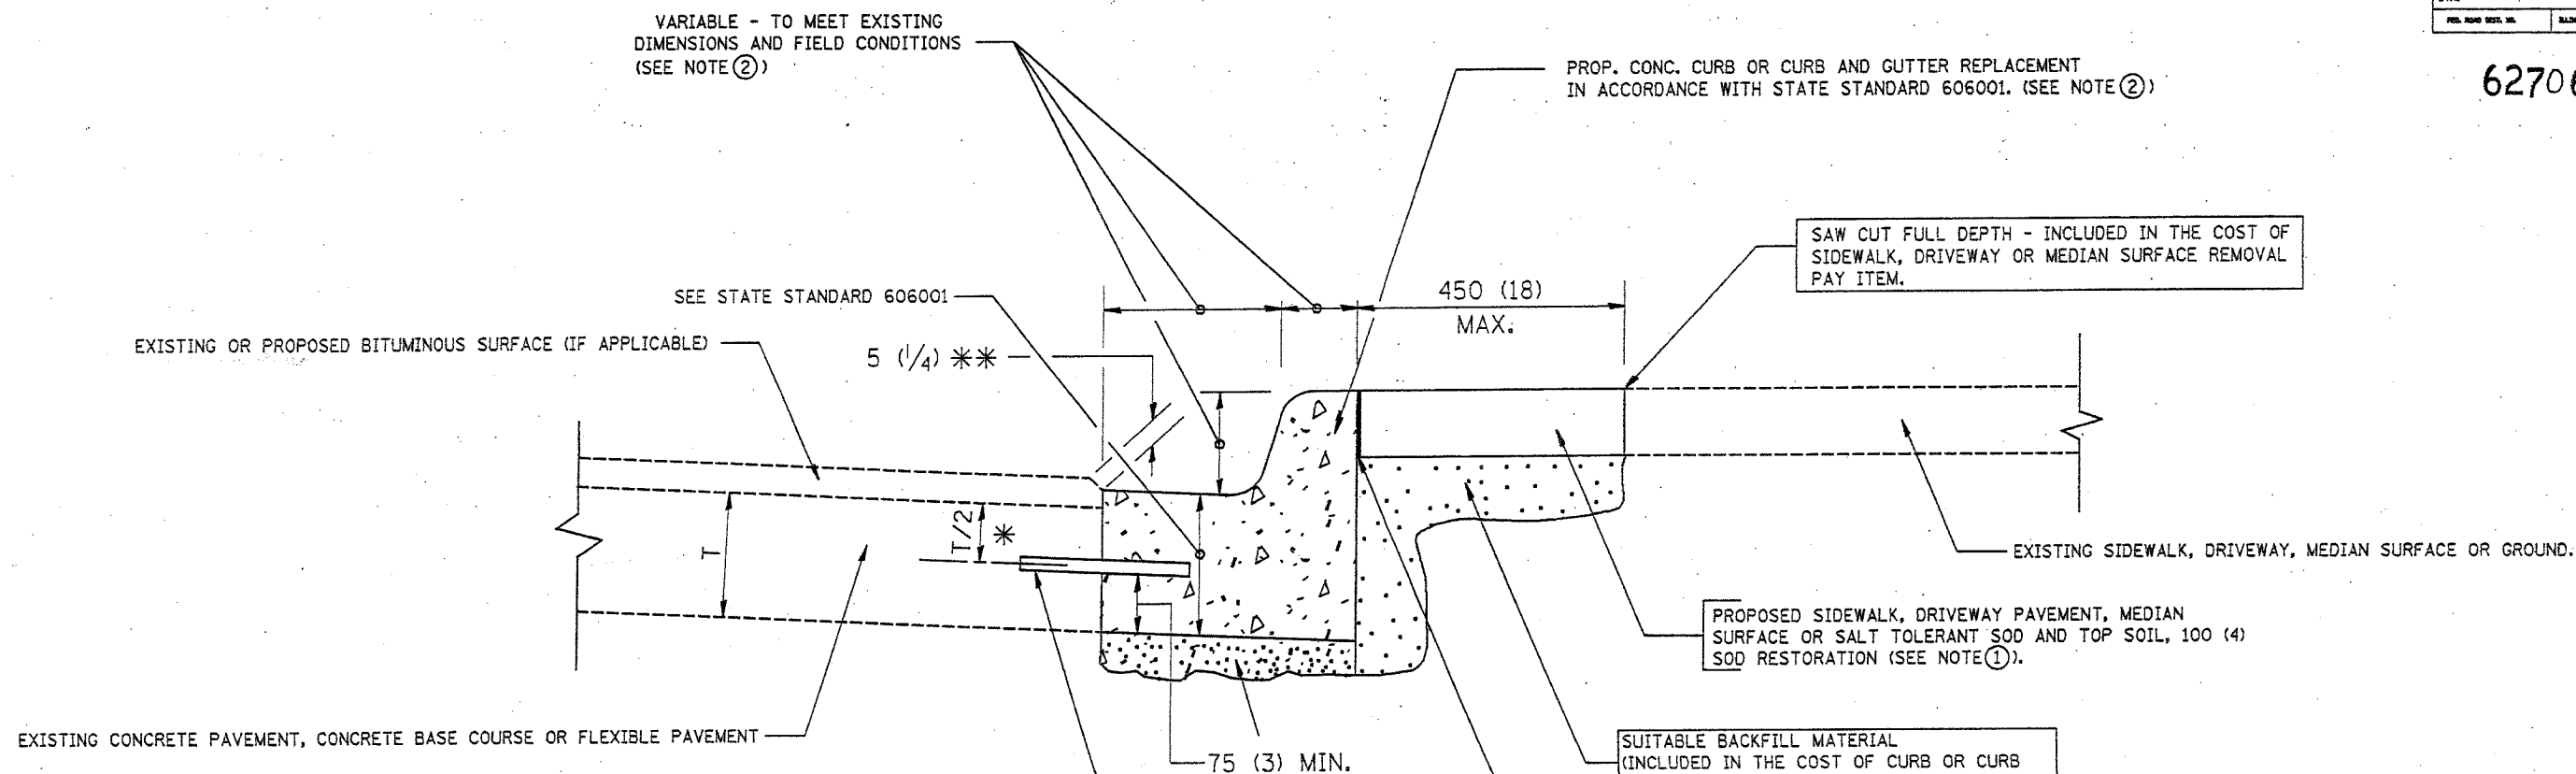 VARIABLE - TO MEET EXISTING
DIMENSIONS AND FIELD CONDITIONS
(SEE NOTE ②)
PROP. CONC. CURB OR CURB AND GUTTER REPLACEMENT
IN ACCORDANCE WITH STATE STANDARD 606001. (SEE NOTE ②)
6270
SAW CUT FULL DEPTH - INCLUDED IN THE COST OF
SIDEWALK, DRIVEWAY OR MEDIAN SURFACE REMOVAL
PAY ITEM.
SEE STATE STANDARD 606001
450 (18)
MAX.
EXISTING OR PROPOSED BITUMINOUS SURFACE (IF APPLICABLE)
5 (1/4) **
T
T/2 *
EXISTING SIDEWALK, DRIVEWAY, MEDIAN SURFACE OR GROUND.
PROPOSED SIDEWALK, DRIVEWAY PAVEMENT, MEDIAN
SURFACE OR SALT TOLERANT SOD AND TOP SOIL, 100 (4)
SOD RESTORATION (SEE NOTE ①).
EXISTING CONCRETE PAVEMENT, CONCRETE BASE COURSE OR FLEXIBLE PAVEMENT
75 (3) MIN.
SUITABLE BACKFILL MATERIAL
(INCLUDED IN THE COST OF CURB OR CURB